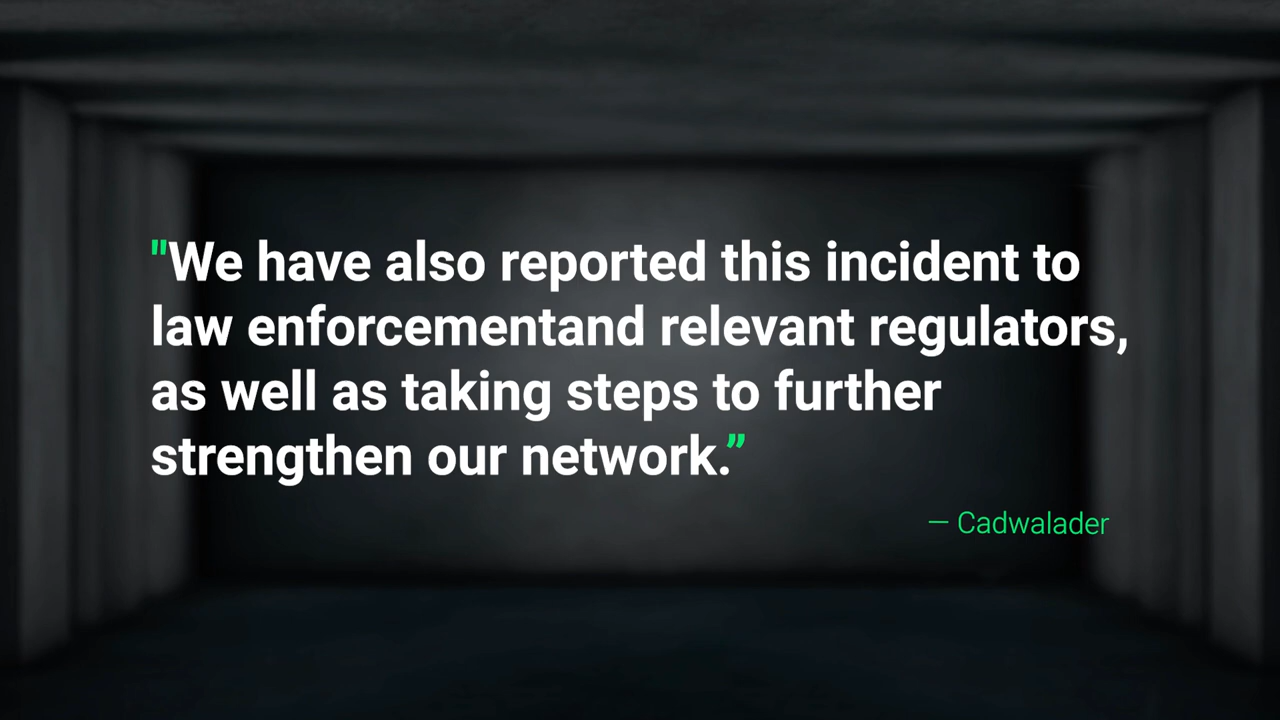 "We have also reported this incident to
law enforcementand relevant regulators,
as well as taking steps to further
strengthen our network.”
— Cadwalader